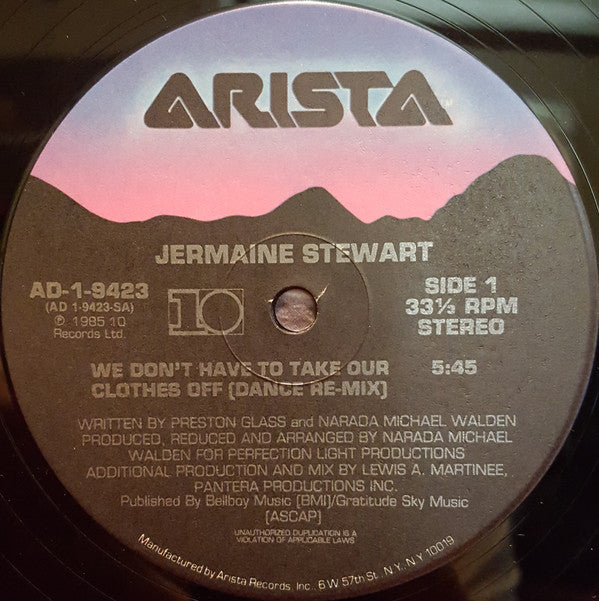 ARISTA
JERMAINE STEWART
AD-1-9423
(AD 1-9423-SA)
℗ 1985 10
Records Ltd.
10
SIDE 1
33⅓ RPM
STEREO
WE DON'T HAVE TO TAKE OUR 5:45
CLOTHES OFF [DANCE RE-MIX]
WRITTEN BY PRESTON GLASS and NARADA MICHAEL WALDEN
PRODUCED, REDUCED AND ARRANGED BY NARADA MICHAEL
WALDEN FOR PERFECTION LIGHT PRODUCTIONS
ADDITIONAL PRODUCTION AND MIX BY LEWIS A. MARTINEE,
PANTERA PRODUCTIONS INC.
Published By Bellboy Music [BMI]/Gratitude Sky Music
[ASCAP]
UNAUTHORIZED DUPLICATION IS A
VIOLATION OF APPLICABLE LAWS
Manufactured by Arista Records, Inc., 6 W 57th St., N.Y., N.Y. 10019